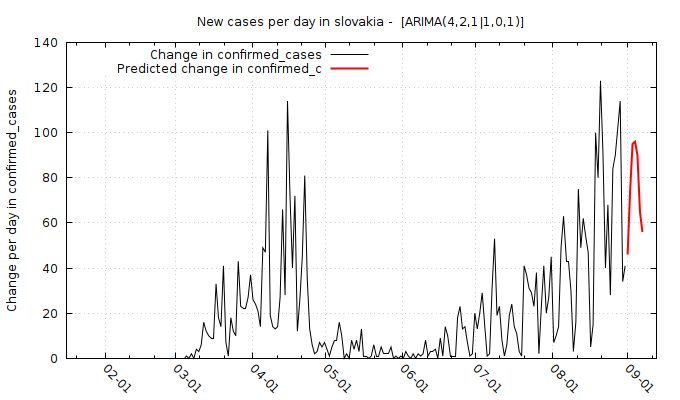 New cases per day in slovakia -  [ARIMA(4,2,1|1,0,1)]
Change in confirmed_cases
Predicted change in confirmed_c
Change per day in confirmed_cases
140
120
100
80
60
40
20
0
02-01 03-01 04-01 05-01 06-01 07-01 08-01 09-01